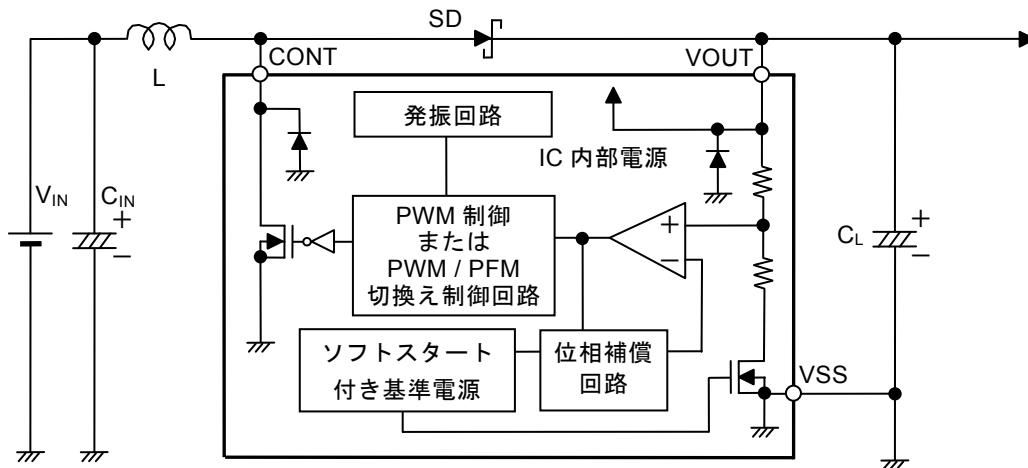 SD
CONT
VOUT
L
発振回路
IC 内部電源
VIN
CIN
+
−
PWM 制御
または
PWM / PFM
切換え制御回路
+
−
CL
+
−
ソフトスタート
付き基準電源
位相補償
回路
VSS